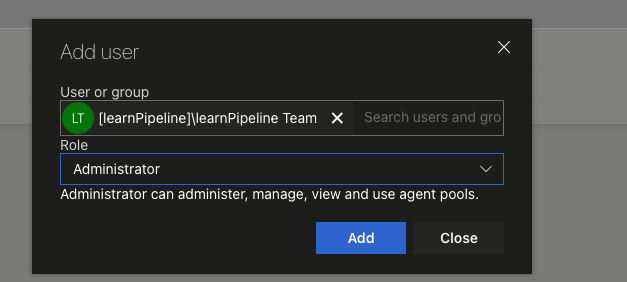 Add user
User or group
LT [learnPipeline]\learnPipeline Team Search users and gro
Role
Administrator
Administrator can administer, manage, view and use agent pools.
Add Close